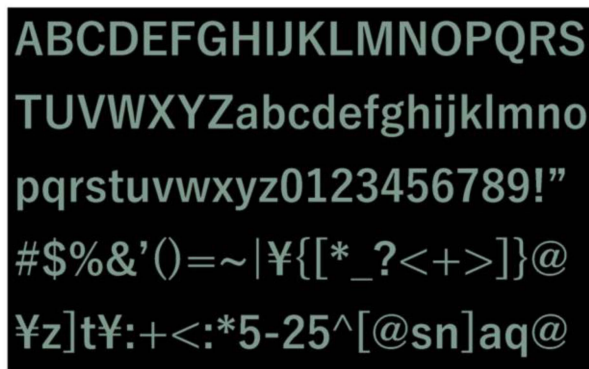 ABCDEFGHIJKLMNOPQRS
TUVWXYZabcdefghijklmno
pqrstuvwxyz0123456789!”
#$%&’()=~|¥{[*_?<+>]}@
¥z]t¥:+<:*5-25^[@sn]aq@